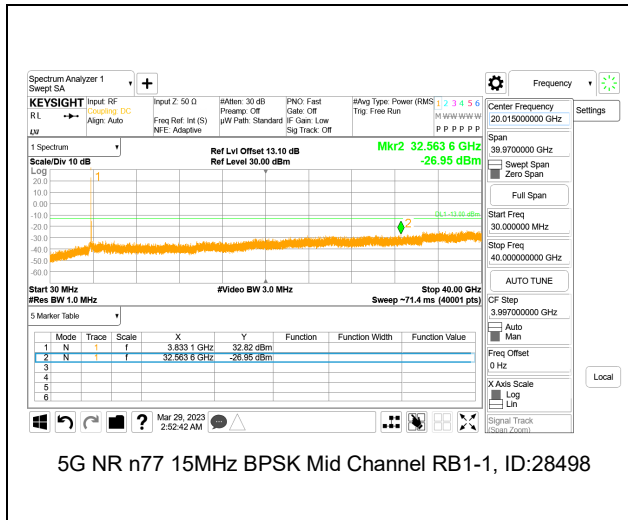 Spectrum Analyzer 1
Swept SA
+
Frequency
KEYSIGHT
RL
LXI
Input: RF
Coupling: DC
Align: Auto
Input Z: 50 Ω
Freq Ref: Int (S)
NFE: Adaptive
#Atten: 30 dB
Preamp: Off
µW Path: Standard
PNO: Fast
Gate: Off
IF Gain: Low
Sig Track: Off
#Avg Type: Power (RMS
Trig: Free Run
1 2 3 4 5 6
M W W W W W
P P P P P P
Center Frequency
20.015000000 GHz
Settings
1 Spectrum
Scale/Div 10 dB
Ref Lvl Offset 13.10 dB
Ref Level 30.00 dBm
Mkr2 32.563 6 GHz
-26.95 dBm
Span
39.9700000 GHz
Swept Span
Zero Span
Log
20.0
10.0
0.00
-10.0
-20.0
-30.0
-40.0
-50.0
-60.0
1
2
DL1 -13.00 dBm
Full Span
Start Freq
30.000000 MHz
Stop Freq
40.000000000 GHz
AUTO TUNE
Start 30 MHz
#Res BW 1.0 MHz
#Video BW 3.0 MHz
Stop 40.00 GHz
Sweep ~71.4 ms (40001 pts)
CF Step
3.997000000 GHz
Auto
Man
5 Marker Table
Mode Trace Scale X Y Function Function Width Function Value
1 N 1 f 3.833 1 GHz 32.82 dBm
2 N 1 f 32.563 6 GHz -26.95 dBm
3
4
5
6
Freq Offset
0 Hz
X Axis Scale
Log
Lin
Local
Signal Track
(Span Zoom)
?
Mar 29, 2023
2:52:42 AM
5G NR n77 15MHz BPSK Mid Channel RB1-1, ID:28498